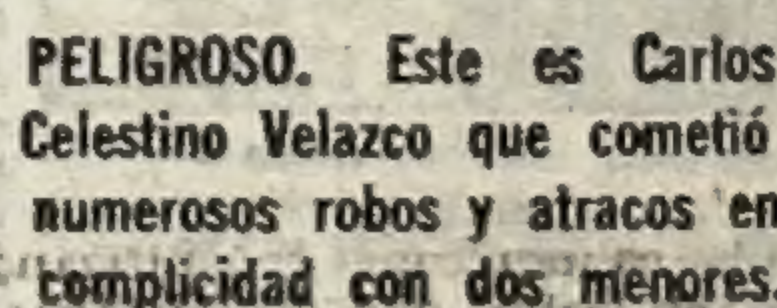 PELIGROSO. Este es Carlos
Celestino Velazco que cometió
numerosos robos y atracos en
complicidad con dos menores.